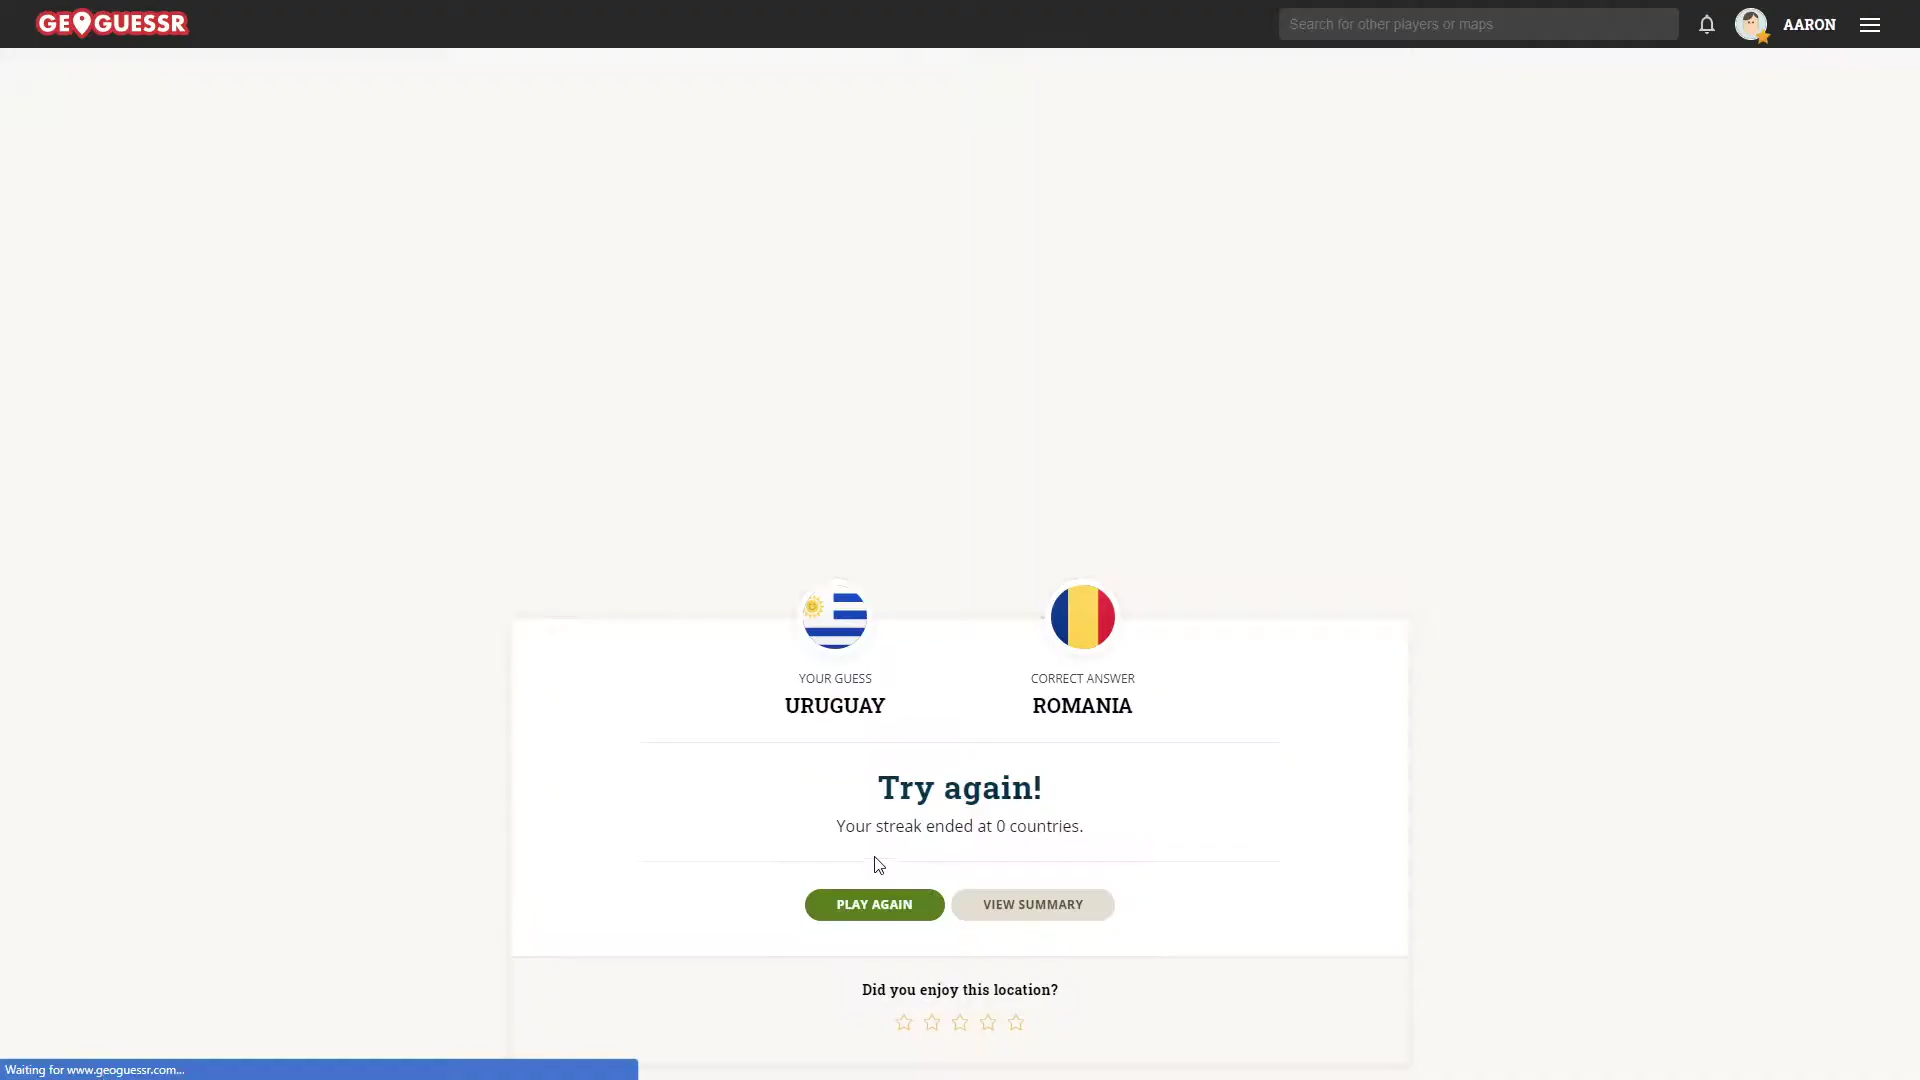 GEOGUESSR
Search for other players or maps
AARON
YOUR GUESS
URUGUAY
CORRECT ANSWER
ROMANIA
Try again!
Your streak ended at 0 countries.
PLAY AGAIN
VIEW SUMMARY
Did you enjoy this location?
Waiting for www.geoguessr.com...